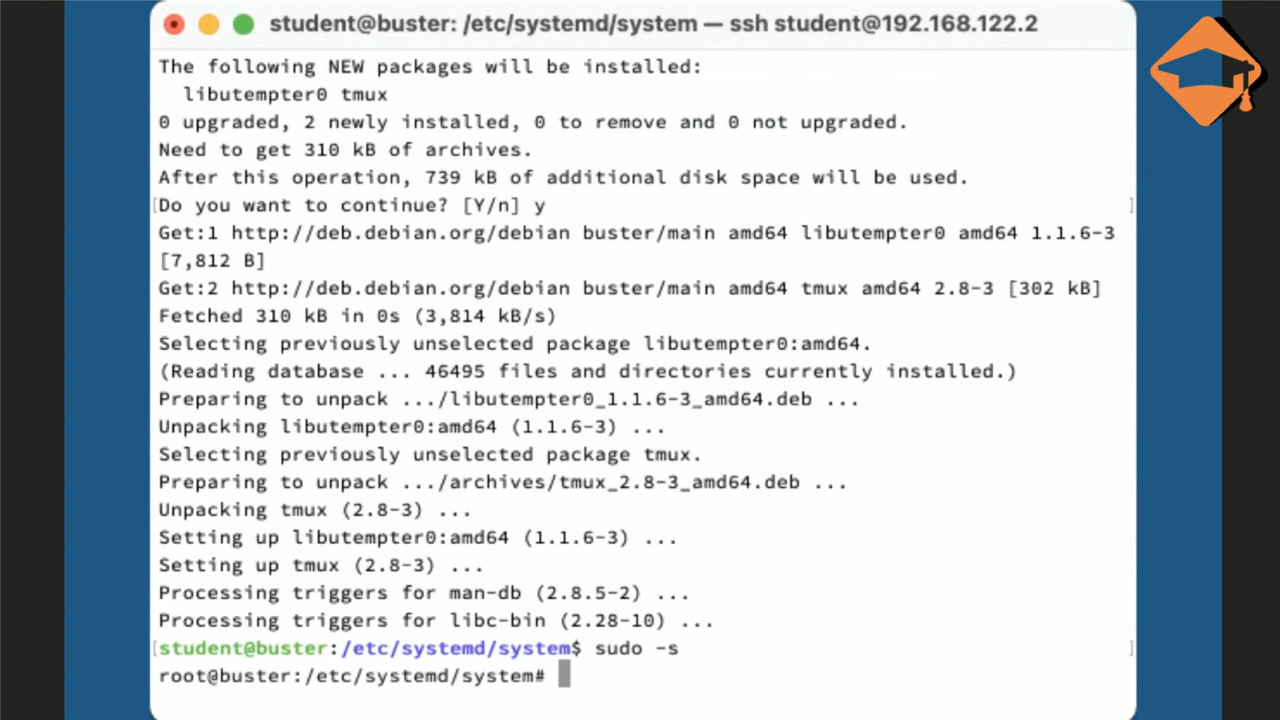 student@buster: /etc/systemd/system — ssh student@192.168.122.2
The following NEW packages will be installed:
  libutempter0 tmux
0 upgraded, 2 newly installed, 0 to remove and 0 not upgraded.
Need to get 310 kB of archives.
After this operation, 739 kB of additional disk space will be used.
[Do you want to continue? [Y/n] y ]
Get:1 http://deb.debian.org/debian buster/main amd64 libutempter0 amd64 1.1.6-3
[7,812 B]
Get:2 http://deb.debian.org/debian buster/main amd64 tmux amd64 2.8-3 [302 kB]
Fetched 310 kB in 0s (3,814 kB/s)
Selecting previously unselected package libutempter0:amd64.
(Reading database ... 46495 files and directories currently installed.)
Preparing to unpack .../libutempter0_1.1.6-3_amd64.deb ...
Unpacking libutempter0:amd64 (1.1.6-3) ...
Selecting previously unselected package tmux.
Preparing to unpack .../archives/tmux_2.8-3_amd64.deb ...
Unpacking tmux (2.8-3) ...
Setting up libutempter0:amd64 (1.1.6-3) ...
Setting up tmux (2.8-3) ...
Processing triggers for man-db (2.8.5-2) ...
Processing triggers for libc-bin (2.28-10) ...
[student@buster:/etc/systemd/system$ sudo -s ]
root@buster:/etc/systemd/system#